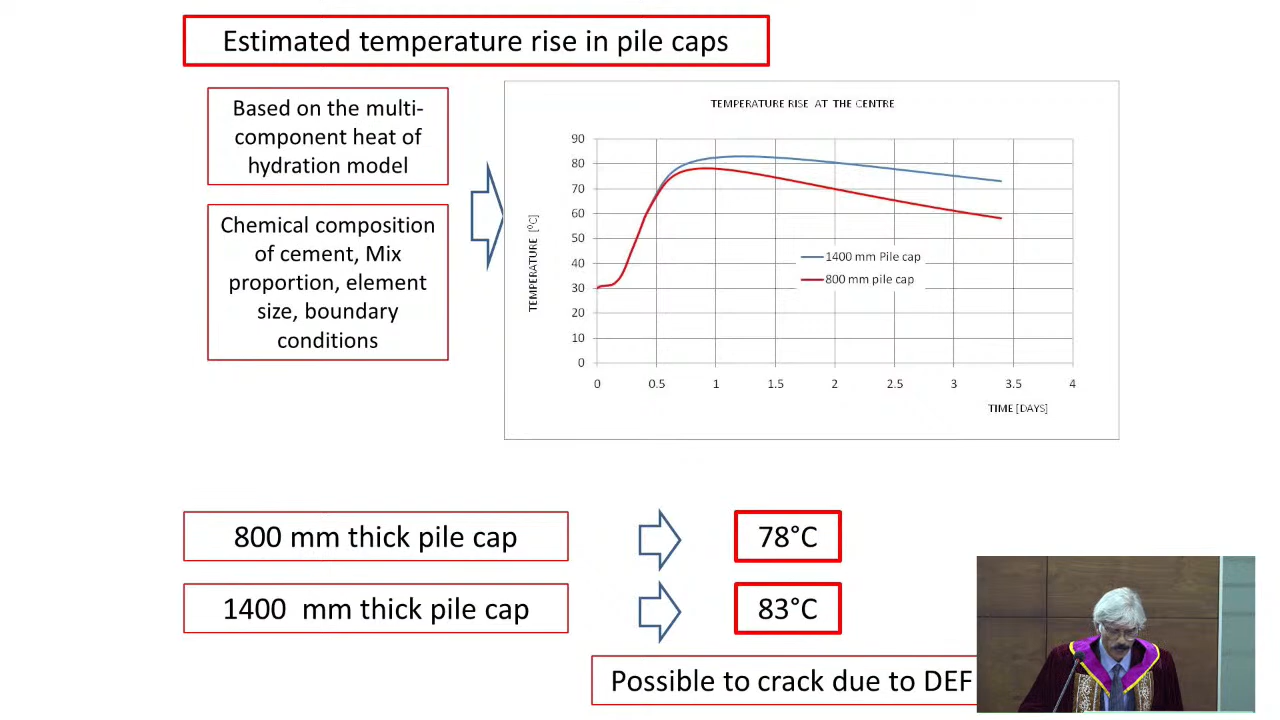 Estimated temperature rise in pile caps
Based on the multi-
component heat of
hydration model
Chemical composition
of cement, Mix
proportion, element
size, boundary
conditions
TEMPERATURE RISE AT THE CENTRE
90
80
70
60
50
40
30
20
10
0
TEMPERATURE [⁰C]
1400 mm Pile cap
800 mm pile cap
0 0.5 1 1.5 2 2.5 3 3.5 4
TIME [DAYS]
800 mm thick pile cap
78°C
1400 mm thick pile cap
83°C
Possible to crack due to DEF